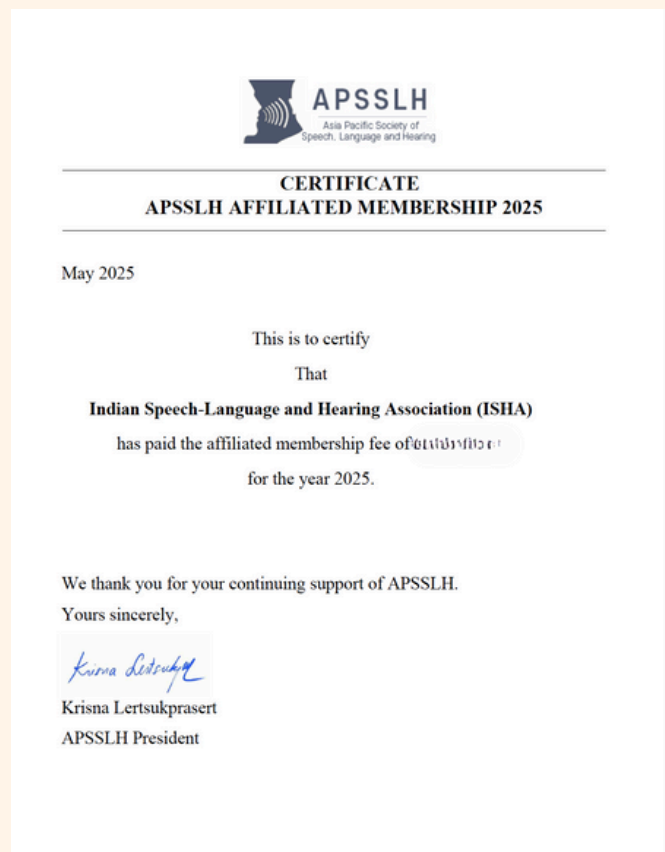 APSSLH
Asia Pacific Society of
Speech, Language and Hearing
CERTIFICATE
APSSLH AFFILIATED MEMBERSHIP 2025
May 2025
This is to certify
That
Indian Speech-Language and Hearing Association (ISHA)
has paid the affiliated membership fee of
for the year 2025.
We thank you for your continuing support of APSSLH.
Yours sincerely,
Krisna Lertsukprasert
APSSLH President